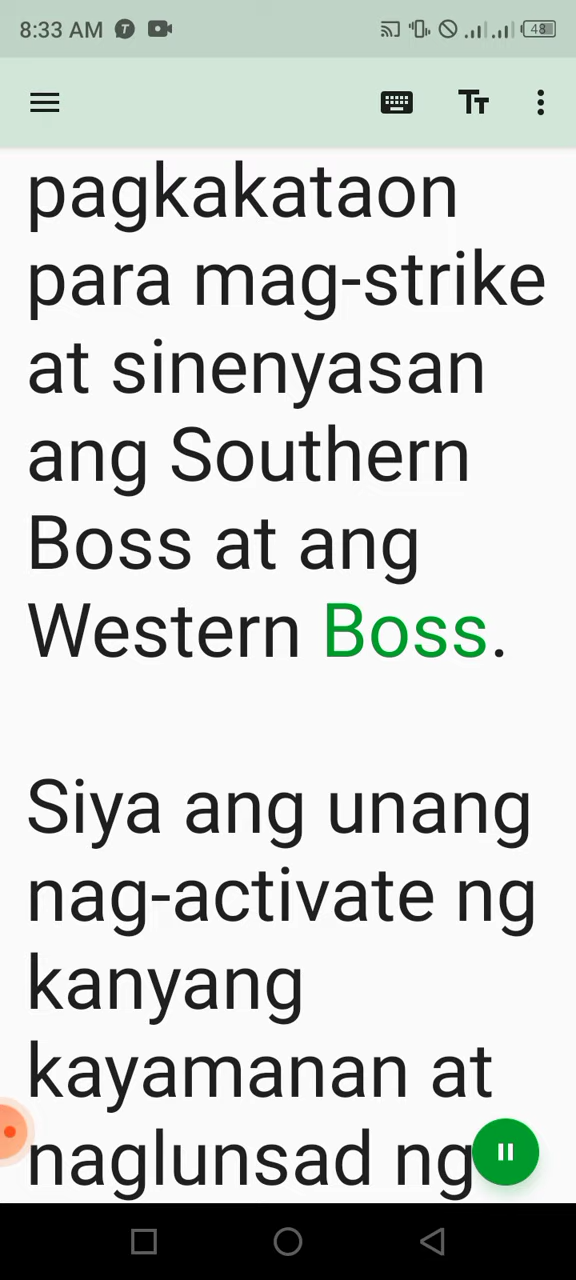 8:33 AM
48
pagkakataon
para mag-strike
at sinenyasan
ang Southern
Boss at ang
Western Boss.
Siya ang unang
nag-activate ng
kanyang
kayamanan at
naglunsad ng